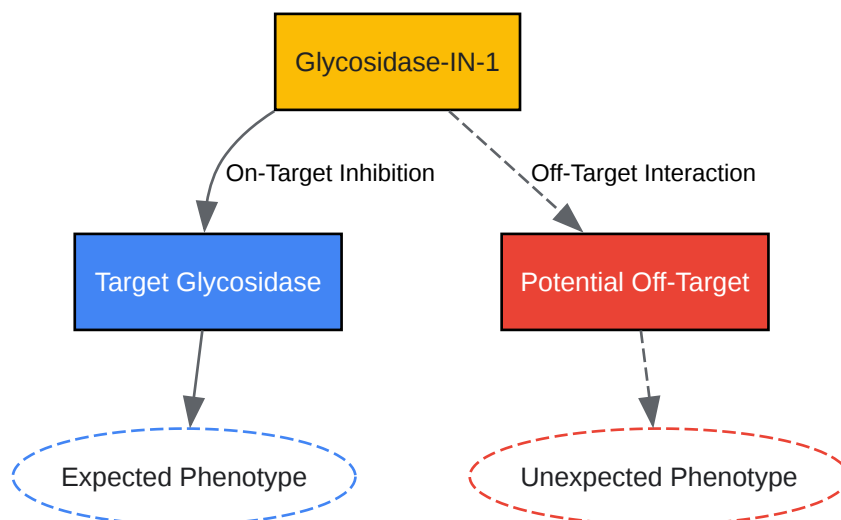 Glycosidase-IN-1
On-Target Inhibition
Off-Target Interaction
Target Glycosidase
Potential Off-Target
Expected Phenotype
Unexpected Phenotype